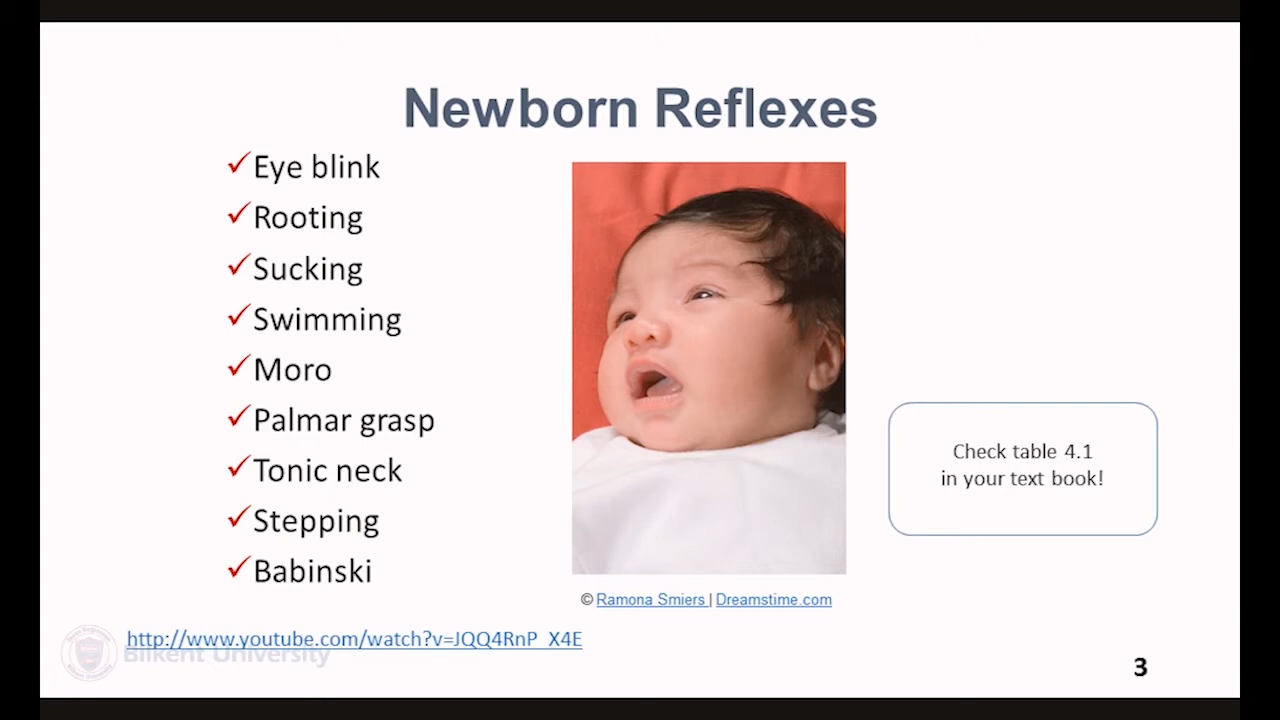 Newborn Reflexes
Eye blink
Rooting
Sucking
Swimming
Moro
Palmar grasp
Tonic neck
Stepping
Babinski
Check table 4.1
in your text book!
© Ramona Smiers | Dreamstime.com
http://www.youtube.com/watch?v=JQQ4RnP_X4E
Bilkent University
3